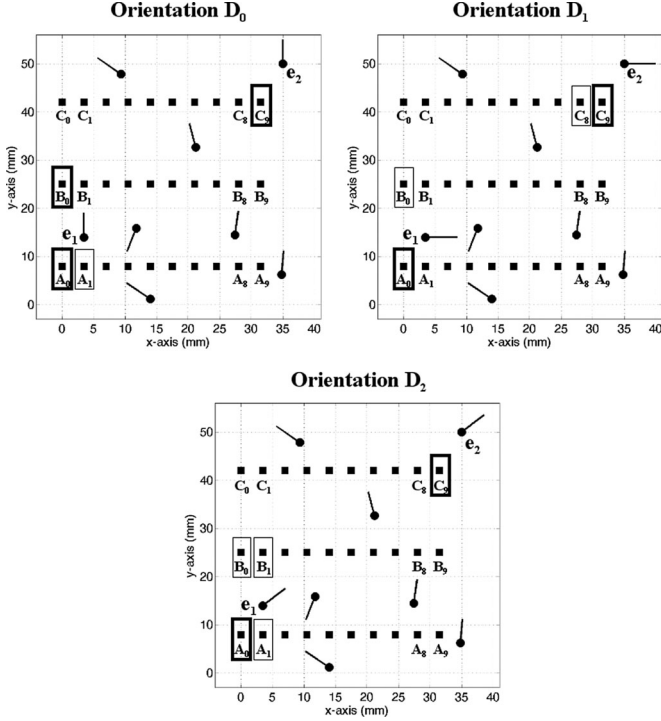 Orientation D₀
50
40
30
20
10
0
y-axis (mm)
e₂
C₀ C₁ C₈ C₉
B₀ B₁ B₈ B₉
e₁
A₀ A₁ A₈ A₉
0 5 10 15 20 25 30 35 40
x-axis (mm)
Orientation D₁
50
40
30
20
10
0
y-axis (mm)
e₂
C₀ C₁ C₈ C₉
B₀ B₁ B₈ B₉
e₁
A₀ A₁ A₈ A₉
0 5 10 15 20 25 30 35 40
x-axis (mm)
Orientation D₂
50
40
30
20
10
0
y-axis (mm)
e₂
C₀ C₁ C₈ C₉
B₀ B₁ B₈ B₉
e₁
A₀ A₁ A₈ A₉
0 5 10 15 20 25 30 35 40
x-axis (mm)